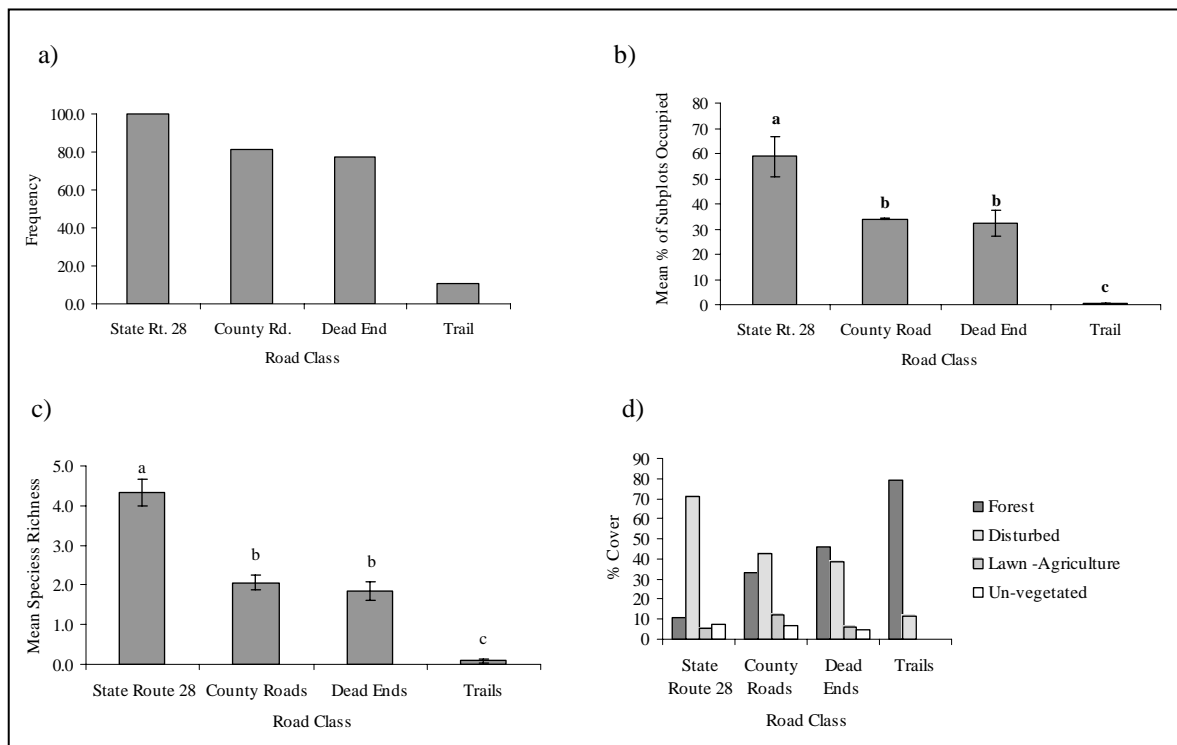 a)
100.0
80.0
60.0
40.0
20.0
0.0
Frequency
State Rt. 28 County Rd. Dead End Trail
Road Class
b)
80
70
60
50
40
30
20
10
0
Mean % of Subplots Occupied
a
b
b
c
State Rt. 28 County Road Dead End Trail
Road Class
c)
5.0
4.0
3.0
2.0
1.0
0.0
Mean Speciess Richness
a
b
b
c
State Route 28 County Roads Dead Ends Trails
Road Class
d)
90
80
70
60
50
40
30
20
10
0
% Cover
State County Dead Trails
Route 28 Roads Ends
Road Class
Forest
Disturbed
Lawn -Agriculture
Un-vegetated